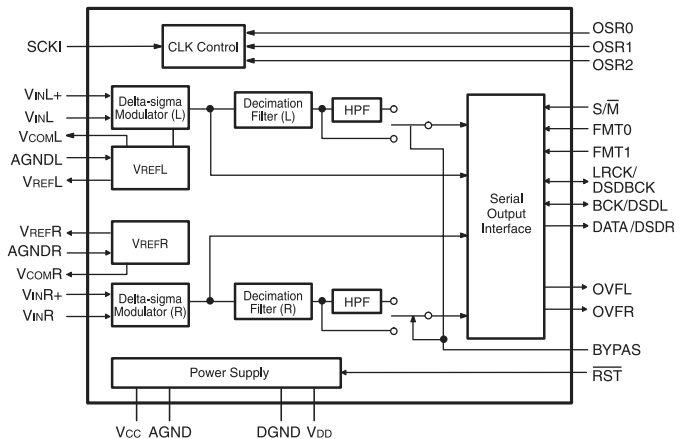 SCKI
CLK Control
OSR0
OSR1
OSR2
VINL+
VINL
VCOML
AGNDL
VREFL
Delta-sigma
Modulator (L)
VREFL
Decimation
Filter (L)
HPF
VREFR
AGNDR
VCOMR
VINR+
VINR
VREFR
Delta-sigma
Modulator (R)
Decimation
Filter (R)
HPF
Serial
Output
Interface
S/M̅
FMT0
FMT1
LRCK/
DSDBCK
BCK/DSDL
DATA/DSDR
OVFL
OVFR
BYPAS
R̅S̅T̅
Power Supply
VCC AGND DGND VDD